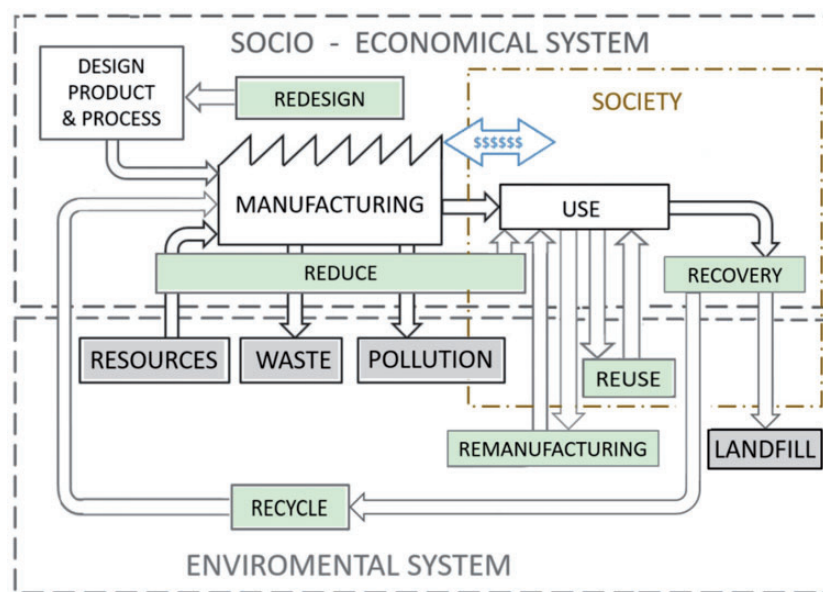 SOCIO - ECONOMICAL SYSTEM
DESIGN
PRODUCT
& PROCESS
REDESIGN
SOCIETY
$$$$$$
MANUFACTURING
USE
REDUCE
RECOVERY
RESOURCES
WASTE
POLLUTION
REUSE
REMANUFACTURING
LANDFILL
RECYCLE
ENVIROMENTAL SYSTEM